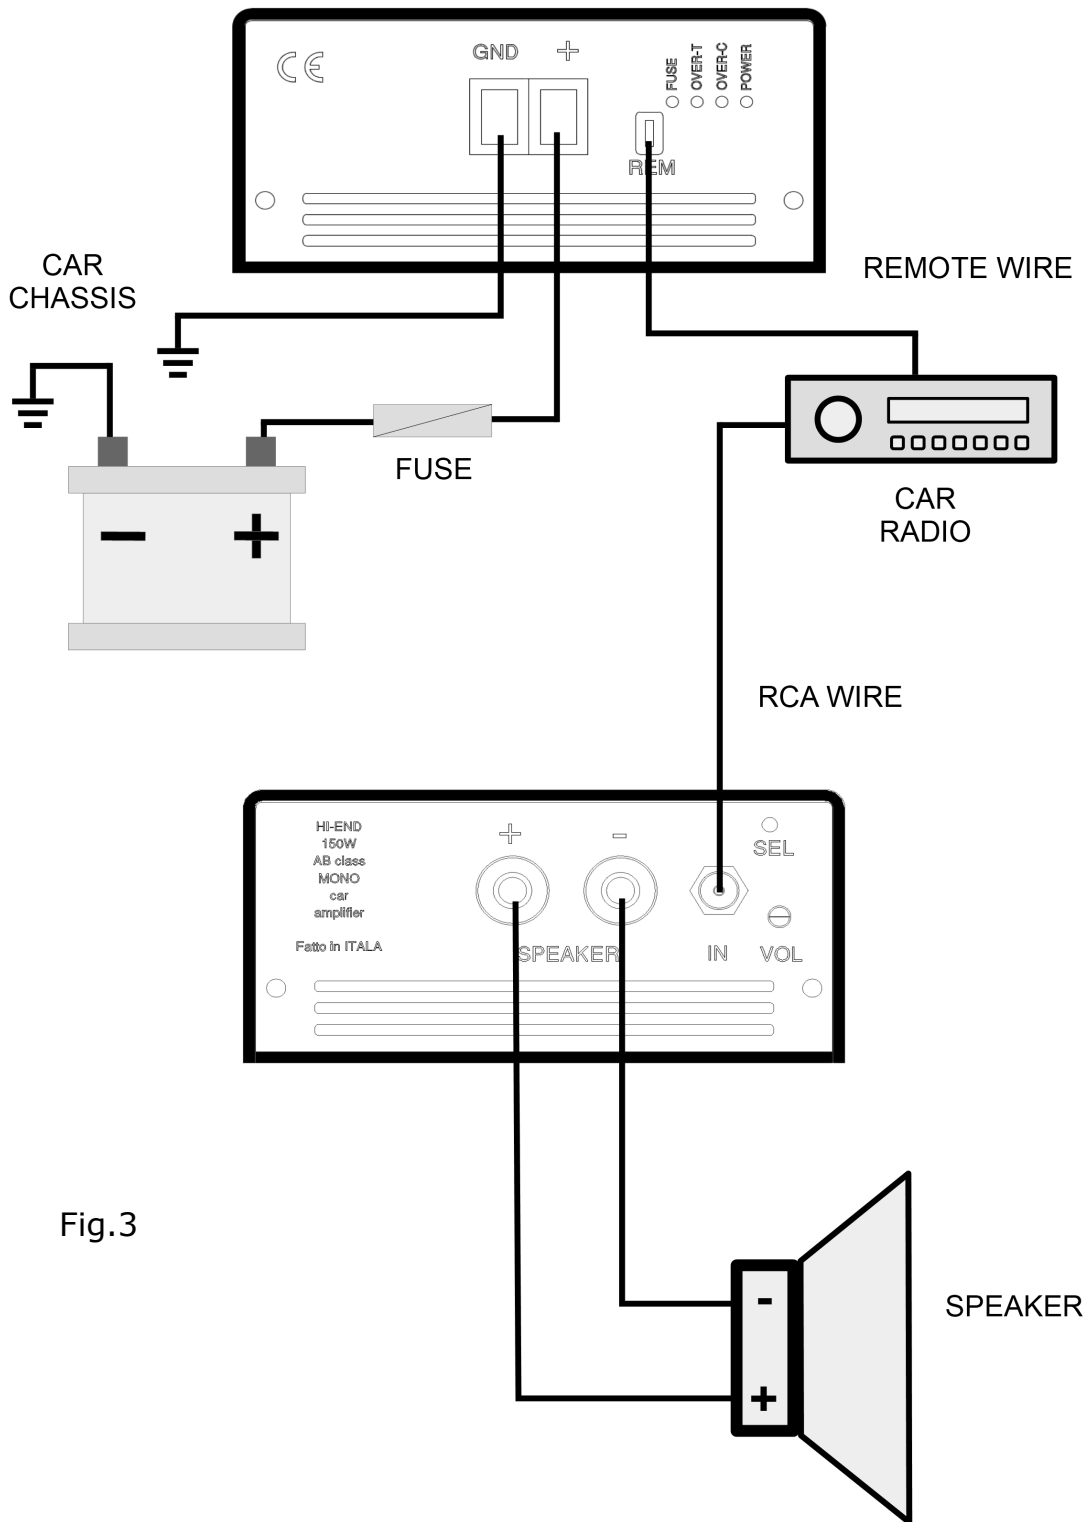 CE
GND +
FUSE
OVER-T
OVER-C
POWER
REM
CAR
CHASSIS
REMOTE WIRE
FUSE
CAR
RADIO
- +
RCA WIRE
HI-END
150W
AB class
MONO
car
amplifier
Fatto in ITALA
+ -
SEL
SPEAKER
IN
VOL
Fig.3
-
+
SPEAKER